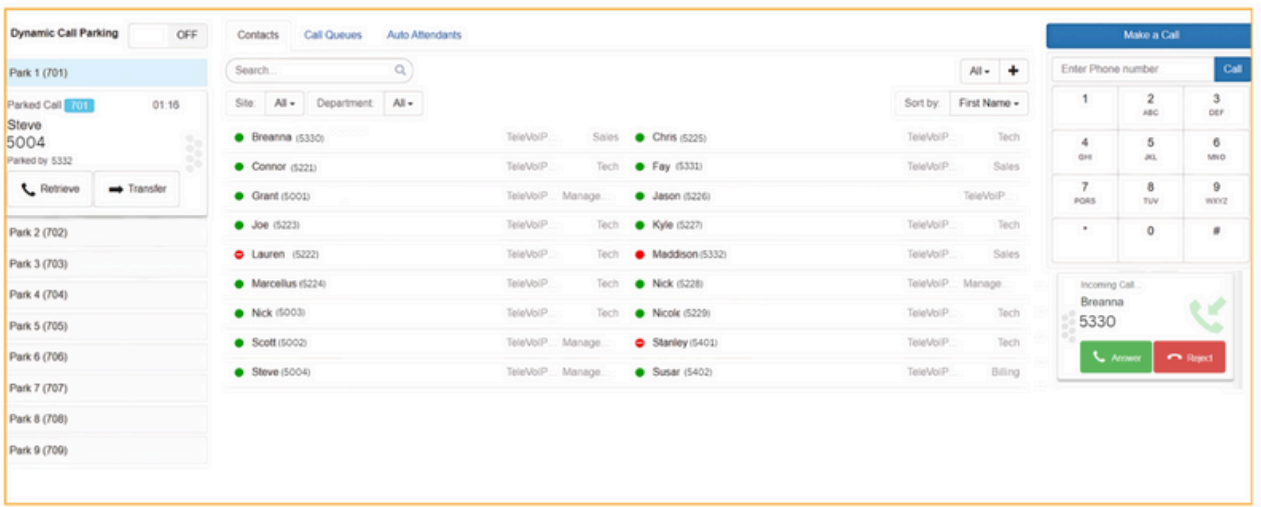 Dynamic Call Parking OFF
Park 1 (701)
Parked Call 701 01:16
Steve
5004
Parked by 5332
Retrieve Transfer
Park 2 (702)
Park 3 (703)
Park 4 (704)
Park 5 (705)
Park 6 (706)
Park 7 (707)
Park 8 (708)
Park 9 (709)
Contacts Call Queues Auto Attendants
Search...
All
Site: All Department: All Sort by: First Name
Breanna (5330) TeleVoIP... Sales Chris (5225) TeleVoIP... Tech
Connor (5221) TeleVoIP... Tech Fay (5331) TeleVoIP... Sales
Grant (5001) TeleVoIP... Manage... Jason (5226) TeleVoIP...
Joe (5223) TeleVoIP... Tech Kyle (5227) TeleVoIP... Tech
Lauren (5222) TeleVoIP... Tech Maddison (5332) TeleVoIP... Sales
Marcellus (5224) TeleVoIP... Tech Nick (5228) TeleVoIP... Manage...
Nick (5003) TeleVoIP... Tech Nicole (5229) TeleVoIP... Tech
Scott (5002) TeleVoIP... Manage... Stanley (5401) TeleVoIP... Tech
Steve (5004) TeleVoIP... Manage... Susar (5402) TeleVoIP... Billing
Make a Call
Enter Phone number Call
1 2 3
ABC DEF
4 5 6
GHI JKL MNO
7 8 9
PQRS TUV WXYZ
* 0 #
Incoming Call...
Breanna
5330
Answer Reject